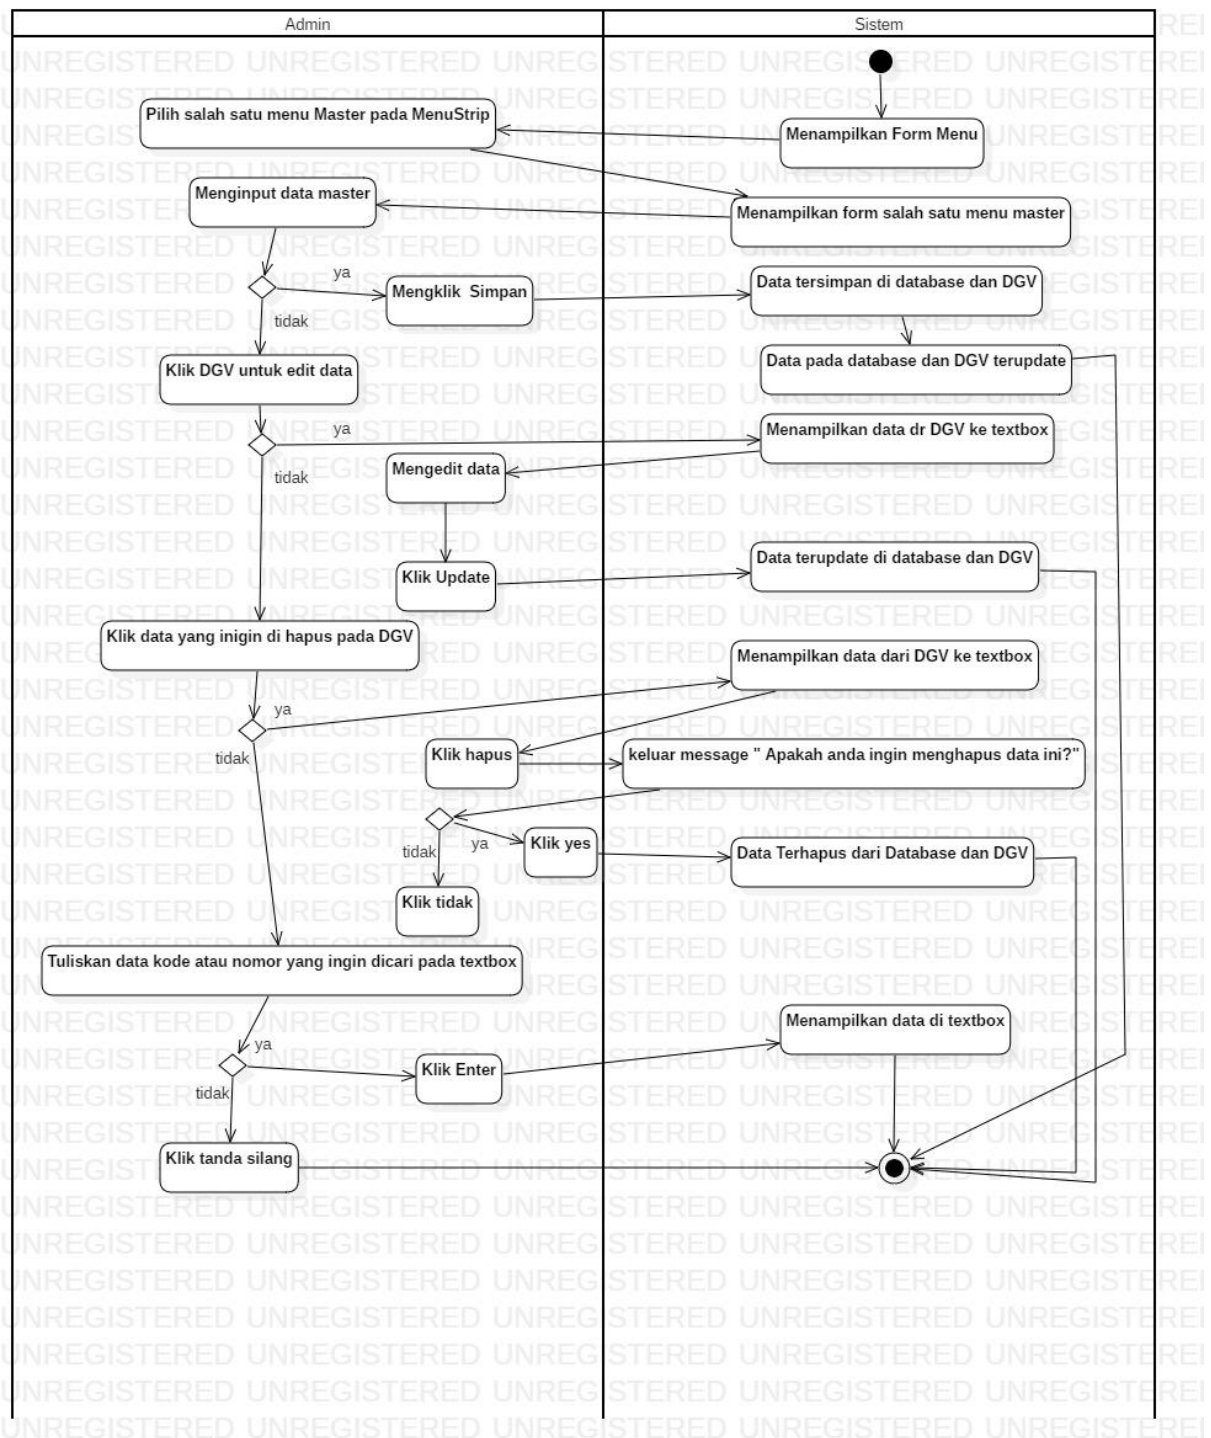 Admin
Sistem
Pilih salah satu menu Master pada MenuStrip
Menampilkan Form Menu
Menginput data master
Menampilkan form salah satu menu master
ya
Mengklik  Simpan
Data tersimpan di database dan DGV
tidak
Klik DGV untuk edit data
Data pada database dan DGV terupdate
ya
Menampilkan data dr DGV ke textbox
tidak
Mengedit data
Klik Update
Data terupdate di database dan DGV
Klik data yang inigin di hapus pada DGV
Menampilkan data dari DGV ke textbox
ya
tidak
Klik hapus
keluar message " Apakah anda ingin menghapus data ini?"
ya
Klik yes
tidak
Data Terhapus dari Database dan DGV
Klik tidak
Tuliskan data kode atau nomor yang ingin dicari pada textbox
Menampilkan data di textbox
ya
Klik Enter
tidak
Klik tanda silang
UNREGISTERED